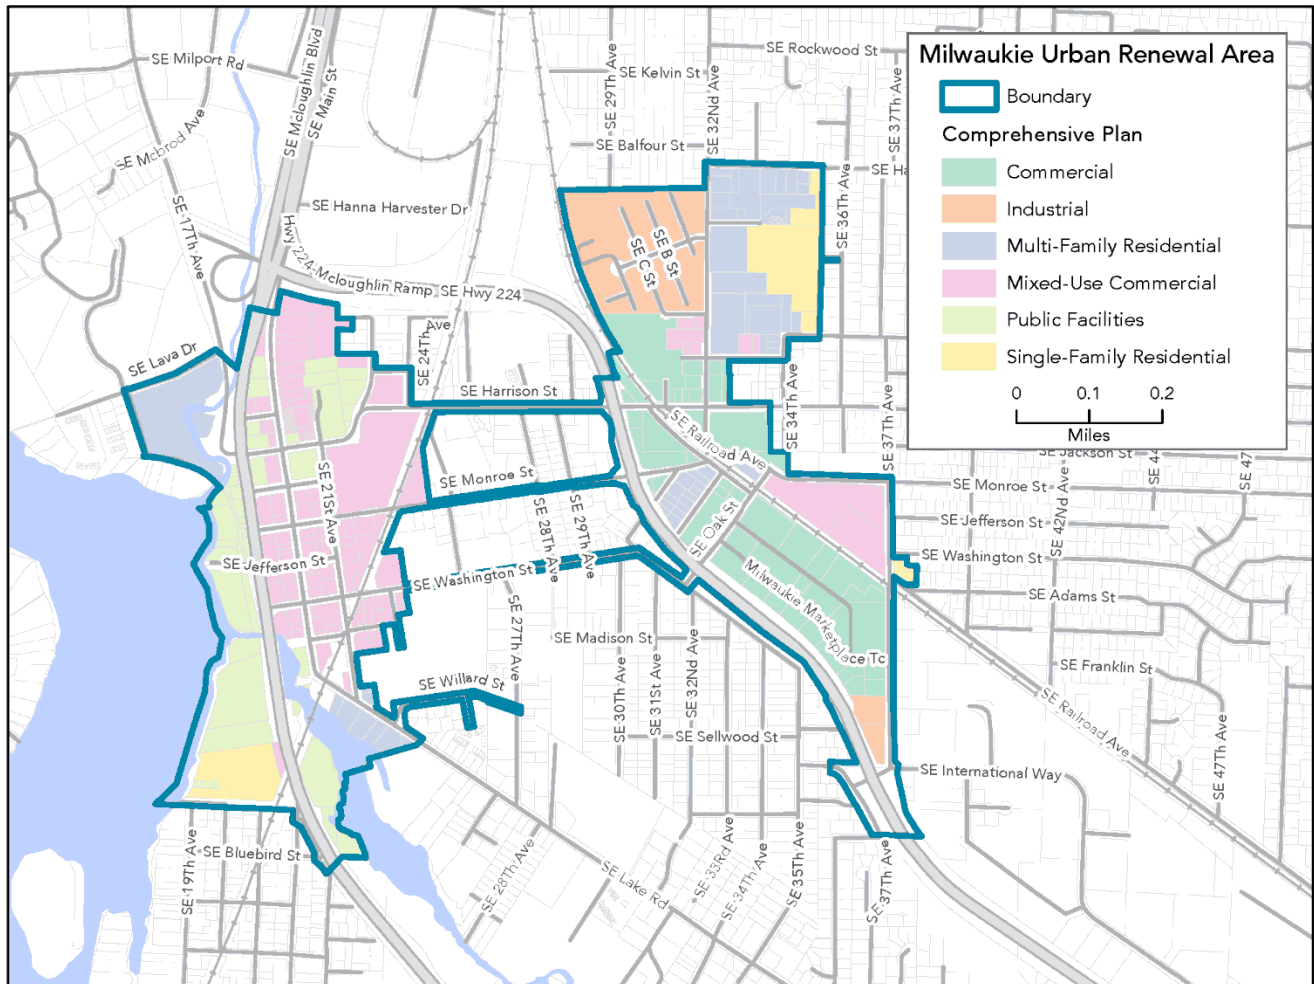 Milwaukie Urban Renewal Area
Boundary
Comprehensive Plan
Commercial
Industrial
Multi-Family Residential
Mixed-Use Commercial
Public Facilities
Single-Family Residential
0 0.1 0.2
Miles
SE Milport Rd
SE Mcbrod Ave
SE 17Th Ave
SE Mcloughlin Blvd
SE Main St
SE Hanna Harvester Dr
Hwy 224-Mcloughlin Ramp
SE Hwy 224
SE Lava Dr
SE 24Th Ave
SE Harrison St
SE 29Th Ave
SE Kelvin St
SE Balfour St
SE 32Nd Ave
SE Rockwood St
SE 37Th Ave
SE Ha
SE 36Th Ave
SE B St
SE C St
SE 34Th Ave
SE 37Th Ave
SE Railroad Ave
SE Jackson St
SE 44
SE 47
SE Monroe St
SE Monroe St
SE 42Nd Ave
SE Jefferson St
SE Washington St
SE Adams St
SE Franklin St
SE 21St Ave
SE Jefferson St
SE Washington St
SE 28Th Ave
SE 29Th Ave
SE Oak St
Milwaukie Marketplace Tc
SE 27Th Ave
SE Madison St
SE Willard St
SE 30Th Ave
SE 31St Ave
SE 32Nd Ave
SE Sellwood St
SE Railroad Ave
SE International Way
SE 47Th Ave
SE Bluebird St
SE 19Th Ave
SE 28Th Ave
SE Lake Rd
SE 33Rd Ave
SE 34Th Ave
SE 35Th Ave
SE 37Th Ave